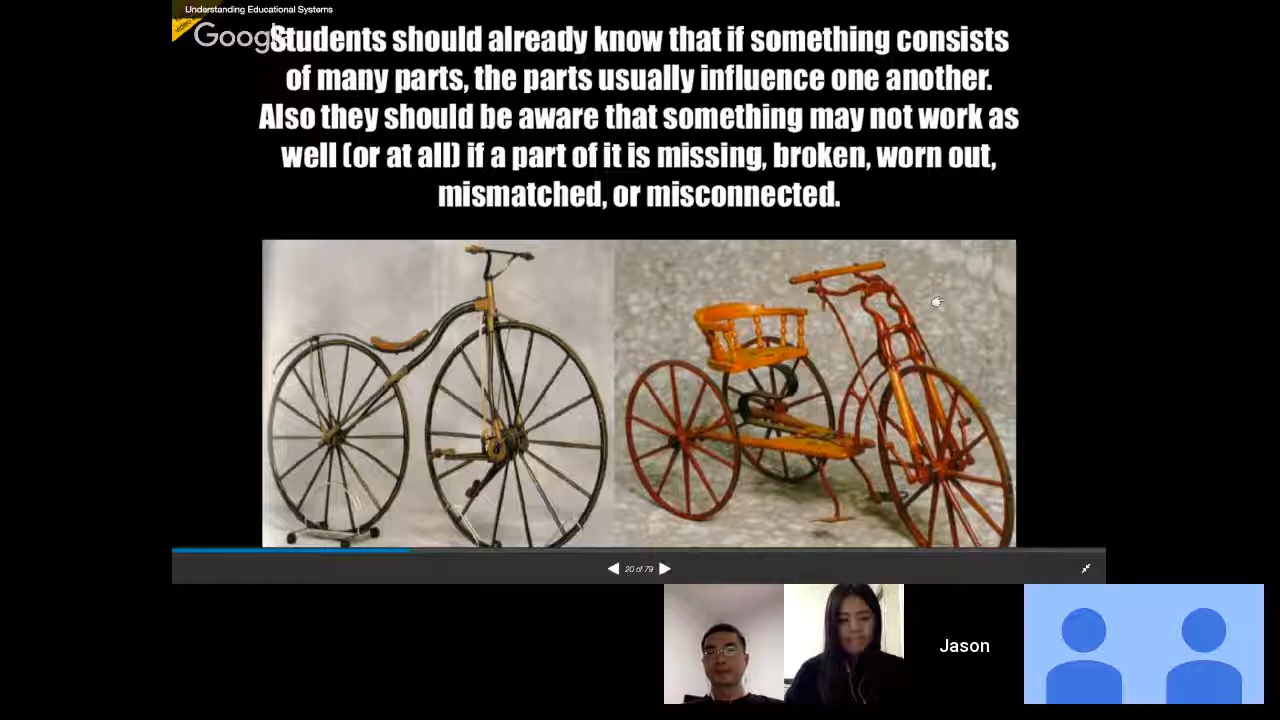 Understanding Educational Systems
video
Google
Students should already know that if something consists
of many parts, the parts usually influence one another.
Also they should be aware that something may not work as
well (or at all) if a part of it is missing, broken, worn out,
mismatched, or misconnected.
20 of 79
Jason